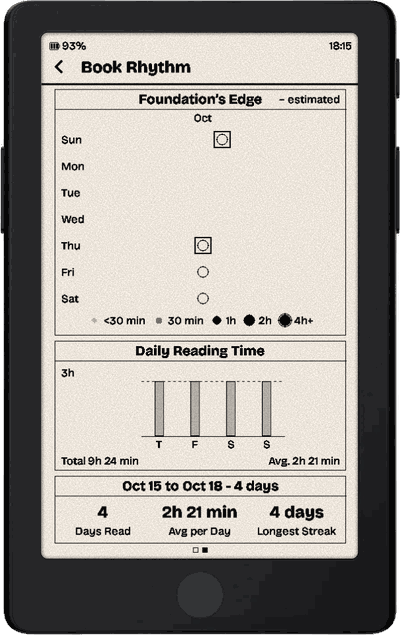 93% 18:15
Book Rhythm
Foundation's Edge - estimated
Oct
Sun
Mon
Tue
Wed
Thu
Fri
Sat
<30 min 30 min 1h 2h 4h+
Daily Reading Time
3h
T F S S
Total 9h 24 min Avg. 2h 21 min
Oct 15 to Oct 18 - 4 days
4 2h 21 min 4 days
Days Read Avg per Day Longest Streak